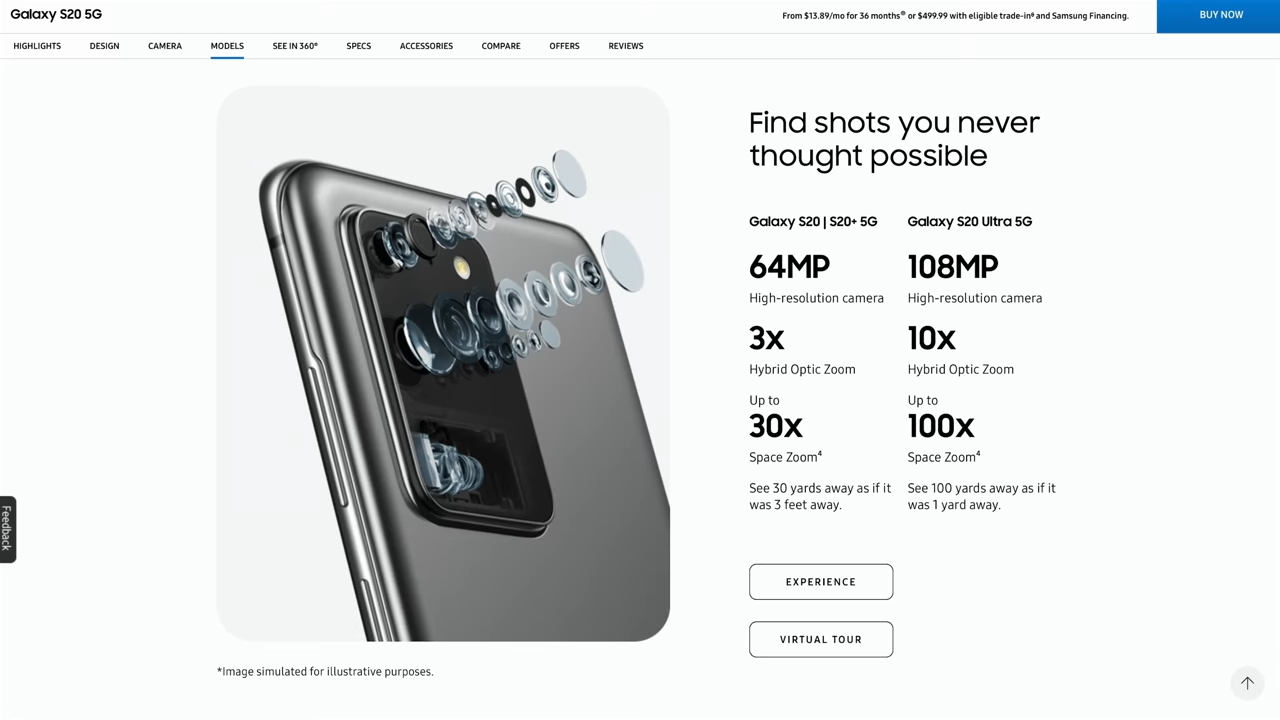 Galaxy S20 5G
From $13.89/mo for 36 months⁰ or $499.99 with eligible trade-in⁸ and Samsung Financing.
BUY NOW
HIGHLIGHTS
DESIGN
CAMERA
MODELS
SEE IN 360°
SPECS
ACCESSORIES
COMPARE
OFFERS
REVIEWS
Find shots you never
thought possible
Galaxy S20 | S20+ 5G
64MP
High-resolution camera
3x
Hybrid Optic Zoom
Up to
30x
Space Zoom⁴
See 30 yards away as if it
was 3 feet away.
Galaxy S20 Ultra 5G
108MP
High-resolution camera
10x
Hybrid Optic Zoom
Up to
100x
Space Zoom⁴
See 100 yards away as if it
was 1 yard away.
EXPERIENCE
VIRTUAL TOUR
Feedback
*Image simulated for illustrative purposes.